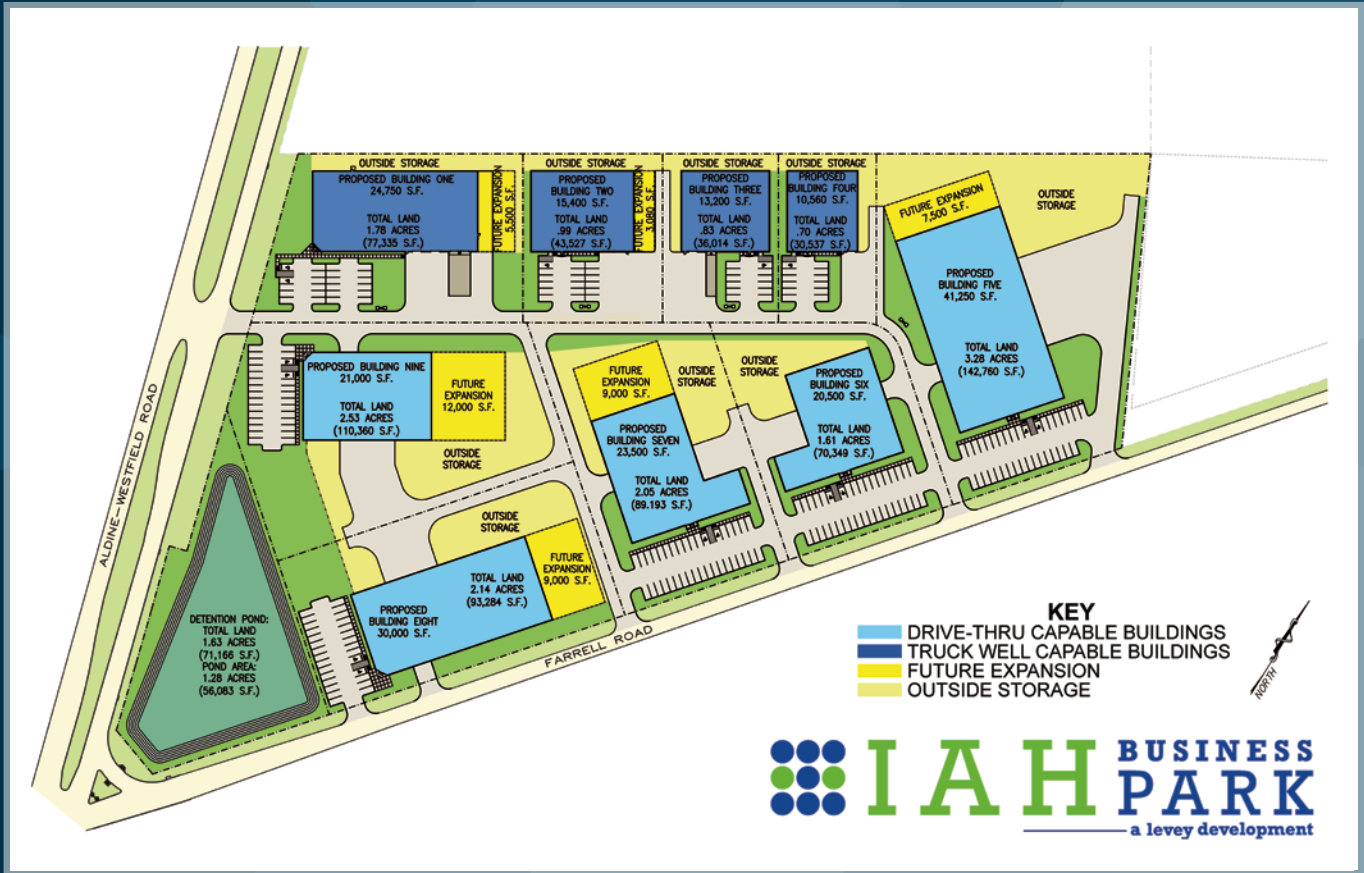 OUTSIDE STORAGE
PROPOSED BUILDING ONE
24,750 S.F.
TOTAL LAND
1.78 ACRES
(77,335 S.F.)
FUTURE EXPANSION
5,500 S.F.
OUTSIDE STORAGE
PROPOSED
BUILDING TWO
15,400 S.F.
TOTAL LAND
.99 ACRES
(43,527 S.F.)
FUTURE EXPANSION
3,080 S.F.
OUTSIDE STORAGE
PROPOSED
BUILDING THREE
13,200 S.F.
TOTAL LAND
.83 ACRES
(36,014 S.F.)
OUTSIDE STORAGE
PROPOSED
BUILDING FOUR
10,560 S.F.
TOTAL LAND
.70 ACRES
(30,537 S.F.)
FUTURE EXPANSION
7,500 S.F.
OUTSIDE
STORAGE
PROPOSED
BUILDING FIVE
41,250 S.F.
TOTAL LAND
3.28 ACRES
(142,760 S.F.)
PROPOSED BUILDING NINE
21,000 S.F.
TOTAL LAND
2.53 ACRES
(110,360 S.F.)
FUTURE
EXPANSION
12,000 S.F.
OUTSIDE
STORAGE
FUTURE
EXPANSION
9,000 S.F.
OUTSIDE
STORAGE
PROPOSED
BUILDING SEVEN
23,500 S.F.
TOTAL LAND
2.05 ACRES
(89.193 S.F.)
OUTSIDE
STORAGE
PROPOSED
BUILDING SIX
20,500 S.F.
TOTAL LAND
1.61 ACRES
(70,349 S.F.)
ALDINE-WESTFIELD ROAD
OUTSIDE
STORAGE
FUTURE
EXPANSION
9,000 S.F.
TOTAL LAND
2.14 ACRES
(93,284 S.F.)
PROPOSED
BUILDING EIGHT
30,000 S.F.
DETENTION POND:
TOTAL LAND
1.63 ACRES
(71,166 S.F.)
POND AREA:
1.28 ACRES
(56,083 S.F.)
FARRELL ROAD
KEY
DRIVE-THRU CAPABLE BUILDINGS
TRUCK WELL CAPABLE BUILDINGS
FUTURE EXPANSION
OUTSIDE STORAGE
NORTH
IAH BUSINESS
PARK
a levey development